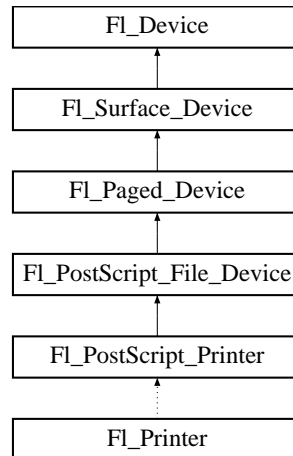 Fl_Device
Fl_Surface_Device
Fl_Paged_Device
Fl_PostScript_File_Device
Fl_PostScript_Printer
Fl_Printer